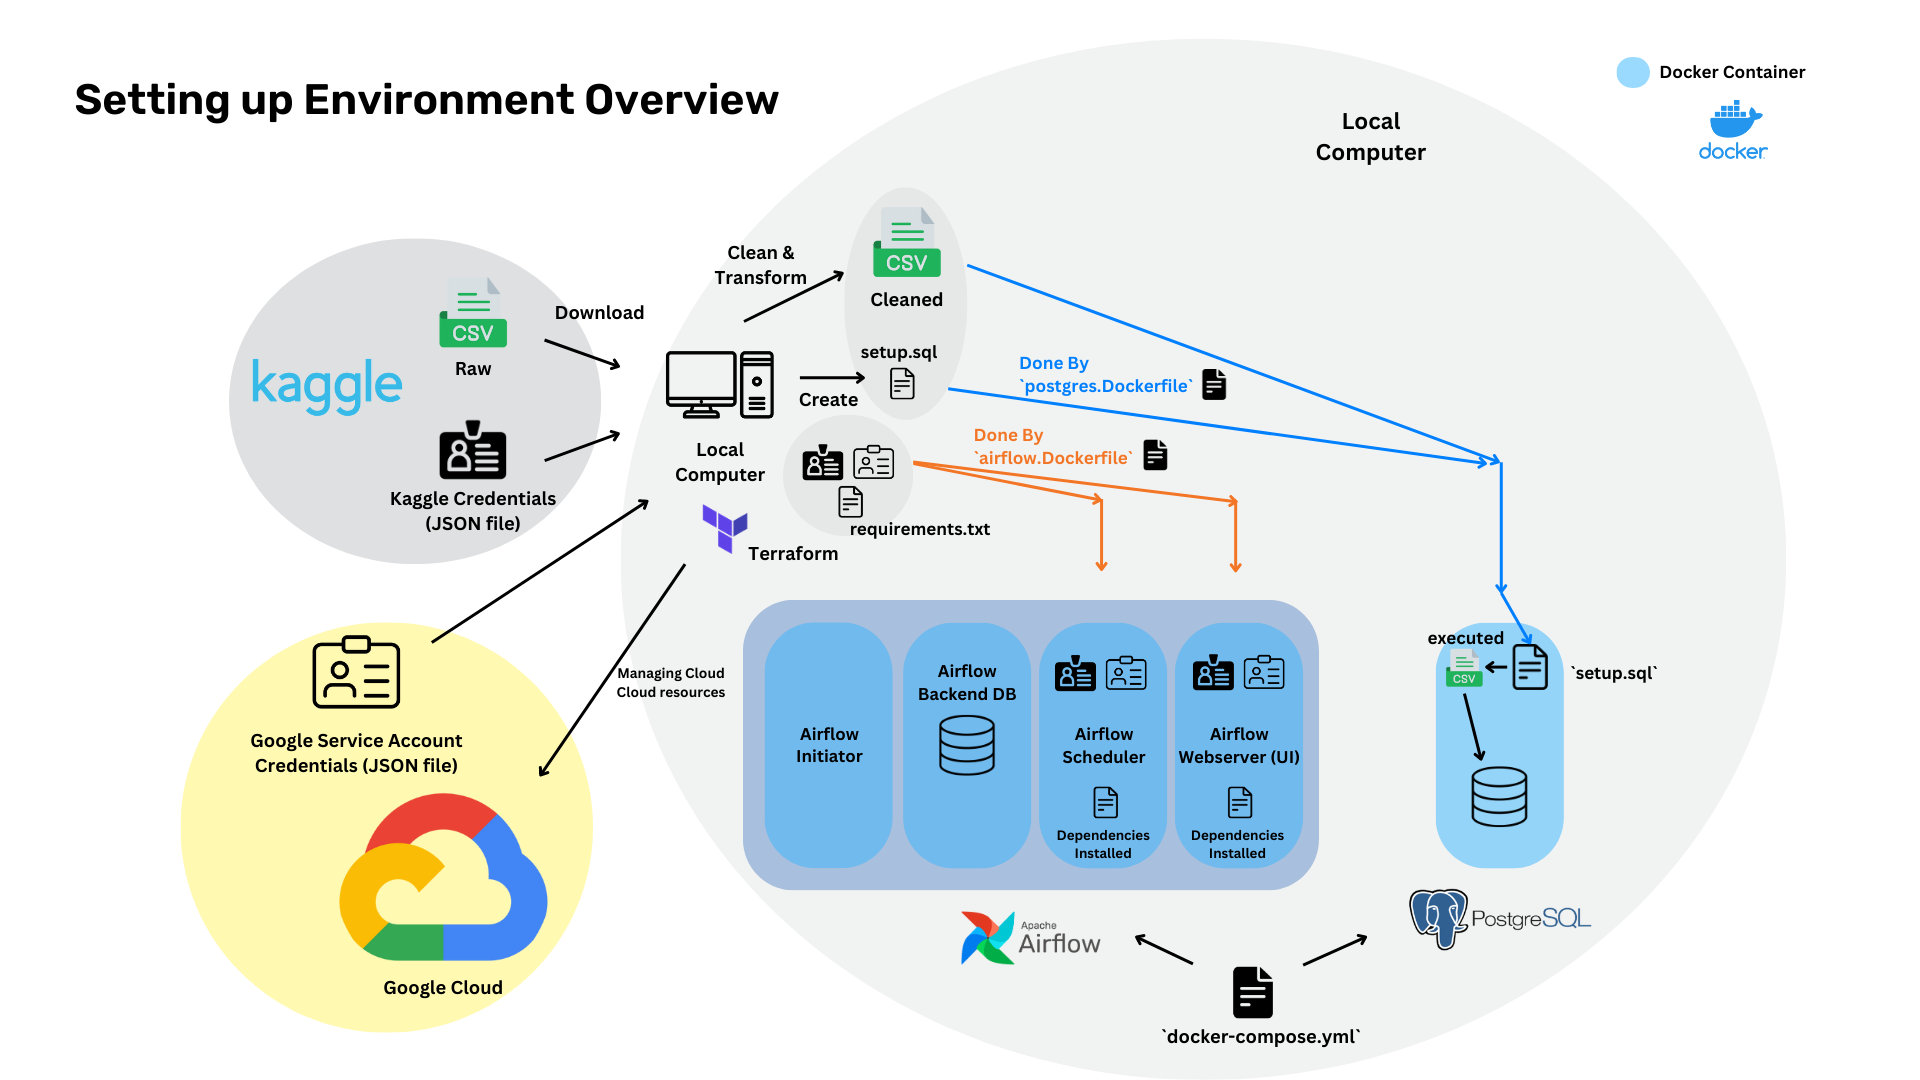 Setting up Environment Overview
Docker Container
docker
Local
Computer
kaggle
CSV
Raw
Download
Kaggle Credentials
(JSON file)
Clean &
Transform
CSV
Cleaned
setup.sql
Create
Local
Computer
Terraform
requirements.txt
Done By
`postgres.Dockerfile`
Done By
`airflow.Dockerfile`
Google Service Account
Credentials (JSON file)
Google Cloud
Managing Cloud
Cloud resources
Airflow
Initiator
Airflow
Backend DB
Airflow
Scheduler
Dependencies
Installed
Airflow
Webserver (UI)
Dependencies
Installed
executed
CSV
`setup.sql`
Apache
Airflow
PostgreSQL
`docker-compose.yml`